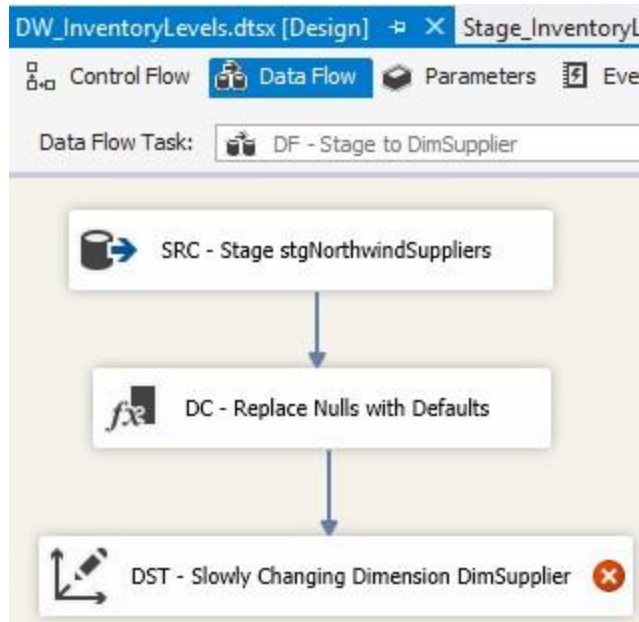 DW_InventoryLevels.dtsx [Design] Stage_InventoryL
Control Flow Data Flow Parameters Eve
Data Flow Task: DF - Stage to DimSupplier
SRC - Stage stgNorthwindSuppliers
fx DC - Replace Nulls with Defaults
DST - Slowly Changing Dimension DimSupplier